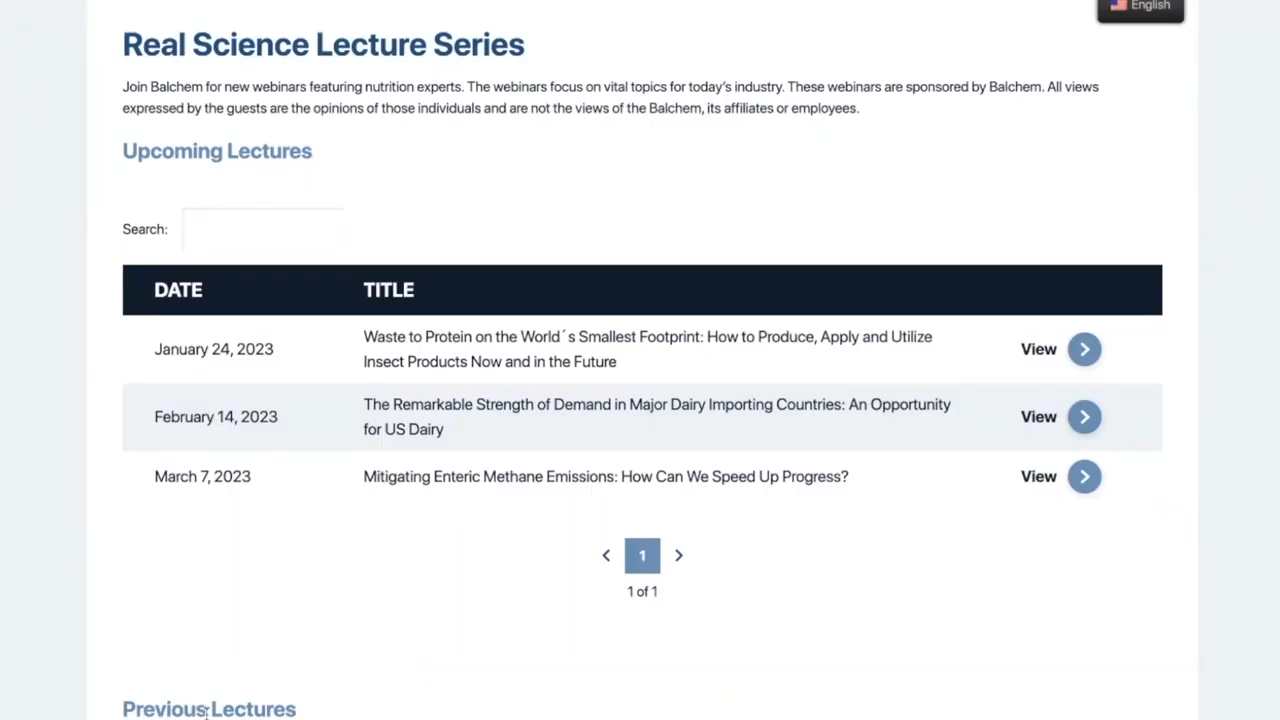 English
Real Science Lecture Series
Join Balchem for new webinars featuring nutrition experts. The webinars focus on vital topics for today's industry. These webinars are sponsored by Balchem. All views
expressed by the guests are the opinions of those individuals and are not the views of the Balchem, its affiliates or employees.
Upcoming Lectures
Search:
DATE TITLE
January 24, 2023 Waste to Protein on the World´s Smallest Footprint: How to Produce, Apply and Utilize
Insect Products Now and in the Future View
February 14, 2023 The Remarkable Strength of Demand in Major Dairy Importing Countries: An Opportunity
for US Dairy View
March 7, 2023 Mitigating Enteric Methane Emissions: How Can We Speed Up Progress? View
1
1 of 1
Previous Lectures